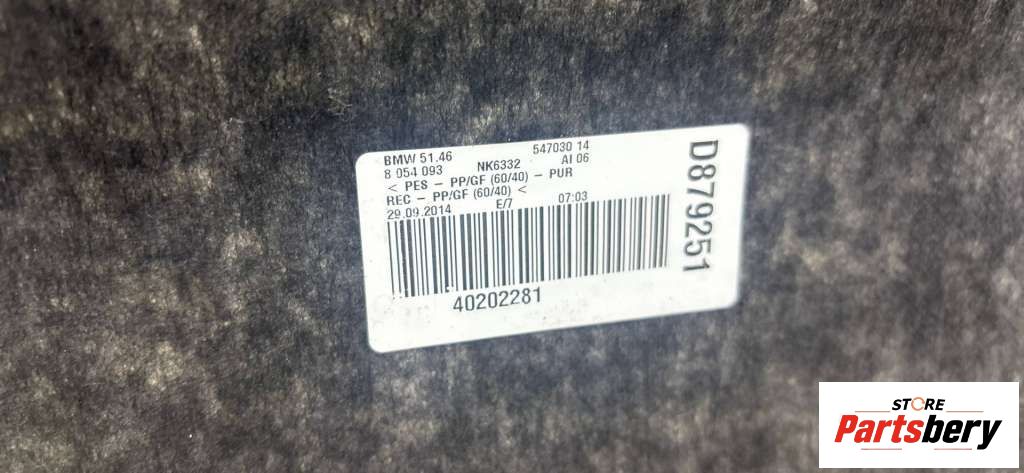 BMW 51.46 547030 14
8 054 093 NK6332 AI 06
< PES – PP/GF (60/40) – PUR
REC – PP/GF (60/40) <
29.09.2014 E/7 07:03
40202281
D879251
STORE
Partsbery